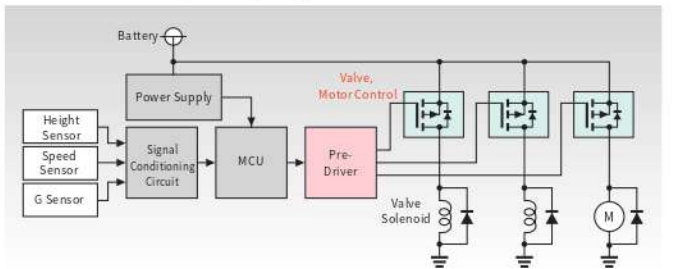 Battery
Valve,
Motor Control
Power Supply
Height
Sensor
Speed
Sensor
G Sensor
Signal
Conditioning
Circuit
MCU
Pre-
Driver
Valve
Solenoid
M